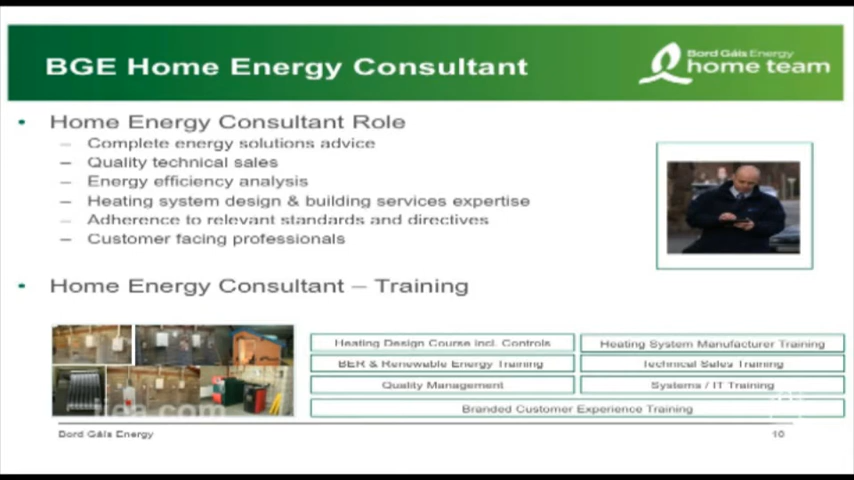 BGE Home Energy Consultant
Bord Gáis Energy
home team
• Home Energy Consultant Role
– Complete energy solutions advice
– Quality technical sales
– Energy efficiency analysis
– Heating system design & building services expertise
– Adherence to relevant standards and directives
– Customer facing professionals
• Home Energy Consultant – Training
Heating Design Course incl. Controls
Heating System Manufacturer Training
BER & Renewable Energy Training
Technical Sales Training
Quality Management
Systems / IT Training
Branded Customer Experience Training
Bord Gáis Energy
10